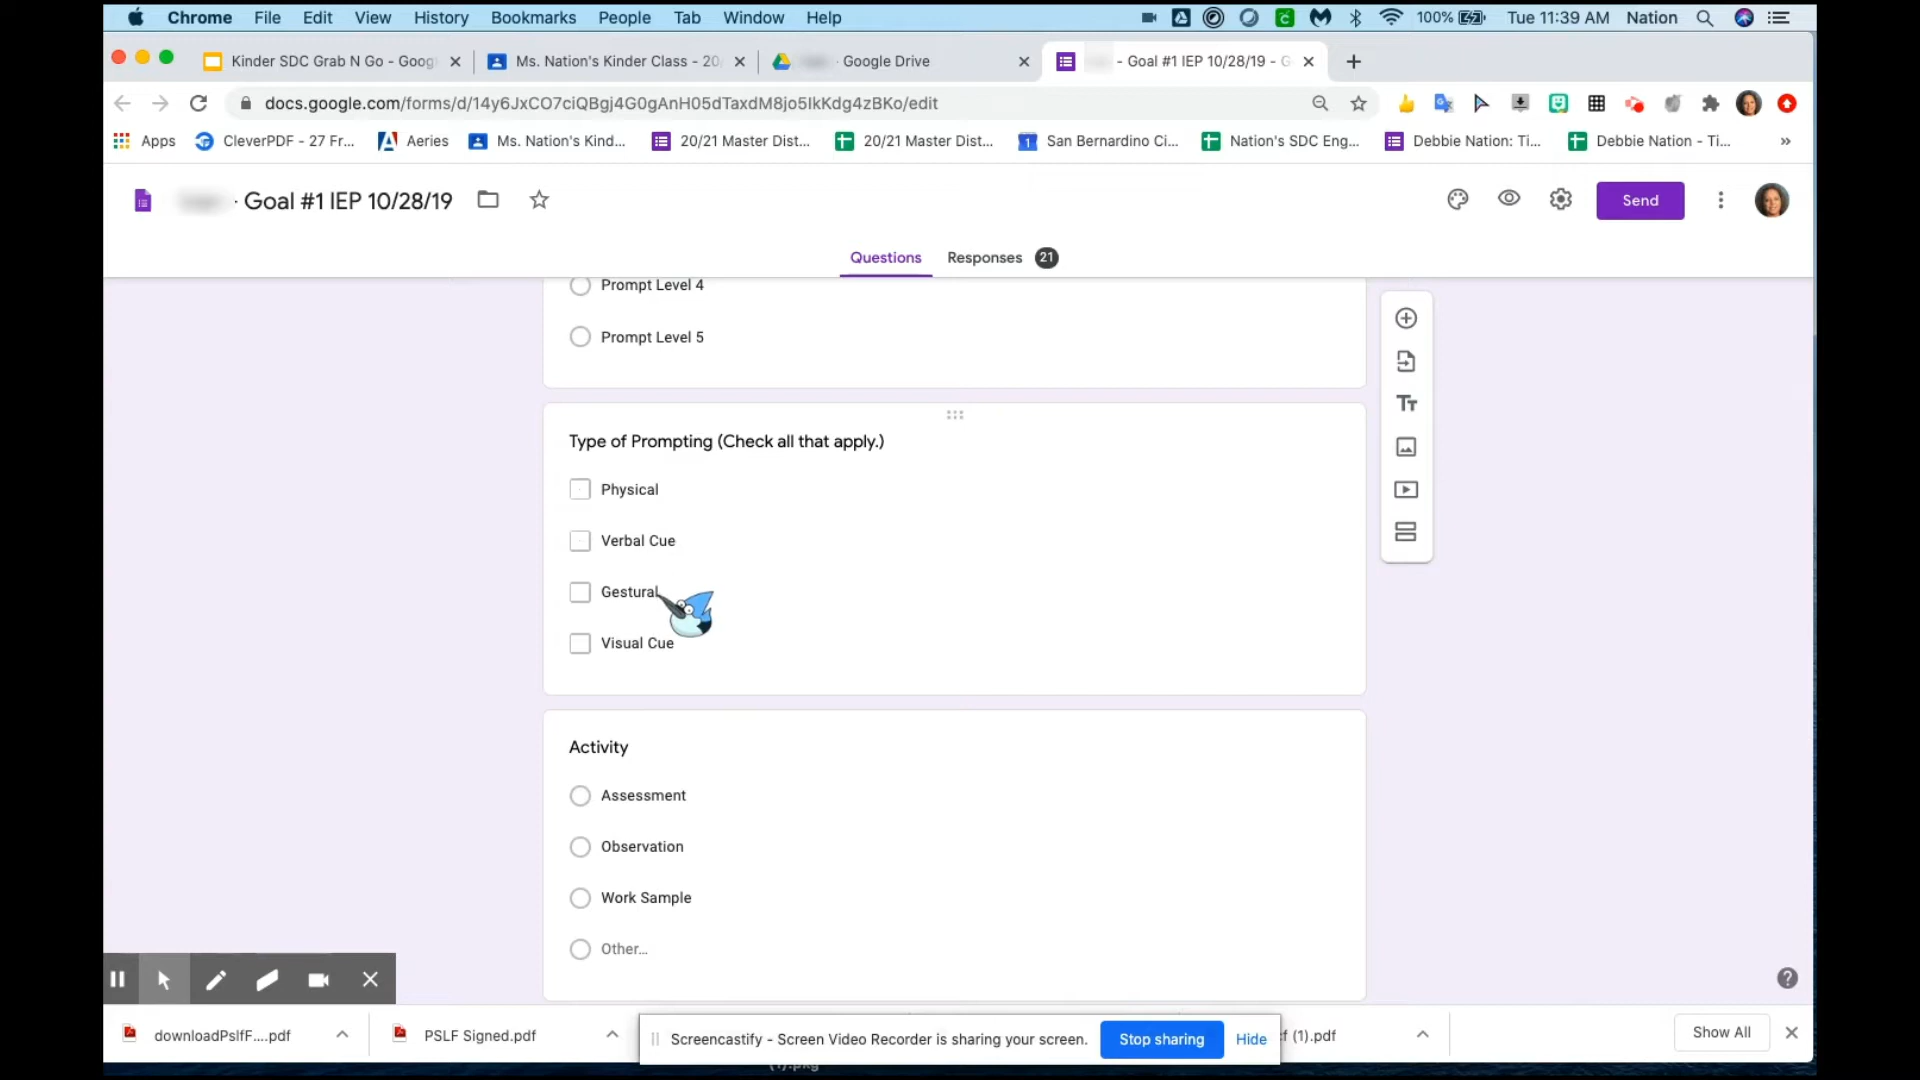 Chrome File Edit View History Bookmarks People Tab Window Help 100% Tue 11:39 AM Nation
Kinder SDC Grab N Go - Goog Ms. Nation's Kinder Class - 20 · Google Drive - Goal #1 IEP 10/28/19 - G
docs.google.com/forms/d/14y6JxCO7ciQBgj4G0gAnH05dTaxdM8jo5IkKdg4zBKo/edit
Apps CleverPDF - 27 Fr... Aeries Ms. Nation's Kind... 20/21 Master Dist... 20/21 Master Dist... San Bernardino Ci... Nation's SDC Eng... Debbie Nation: Ti... Debbie Nation - Ti... »
· Goal #1 IEP 10/28/19 Send
Questions Responses 21
Prompt Level 4
Prompt Level 5
Type of Prompting (Check all that apply.)
Physical
Verbal Cue
Gestural
Visual Cue
Activity
Assessment
Observation
Work Sample
Other...
downloadPslfF....pdf PSLF Signed.pdf Screencastify - Screen Video Recorder is sharing your screen. Stop sharing Hide (1).pdf Show All
(1).pkg